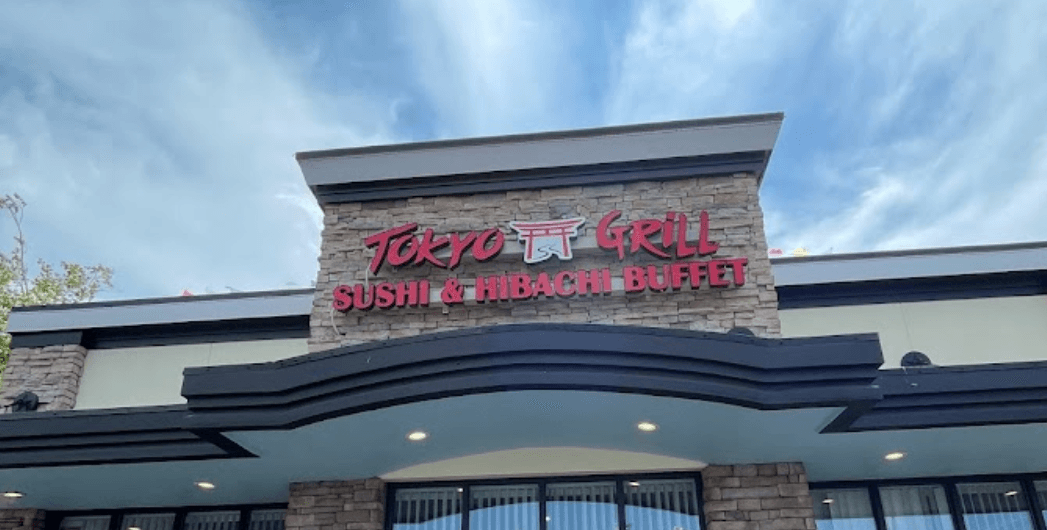 TOKYO GRILL
SUSHI & HIBACHI BUFFET